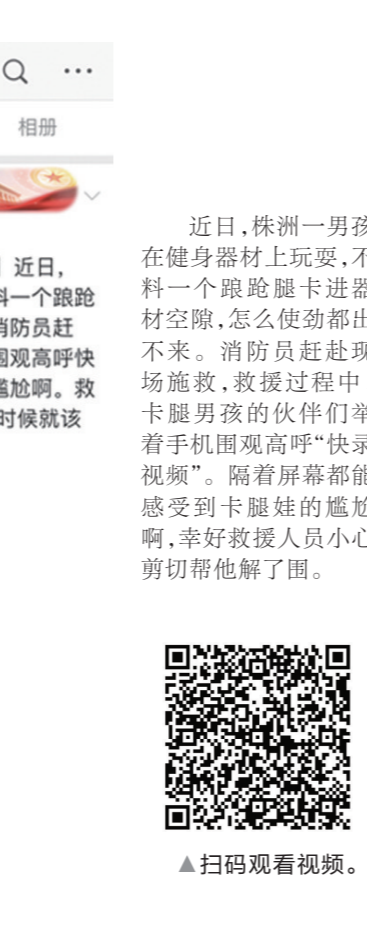 相册
近日，
料一个踉跄
消防员赶
围观高呼快
尴尬啊。救
时候就该
近日,株洲一男孩
在健身器材上玩耍,不
料一个踉跄腿卡进器
材空隙,怎么使劲都出
不来。消防员赶赴现
场施救,救援过程中
卡腿男孩的伙伴们举
着手机围观高呼“快录
视频”。隔着屏幕都能
感受到卡腿娃的尴尬
啊,幸好救援人员小心
剪切帮他解了围。
▲扫码观看视频。